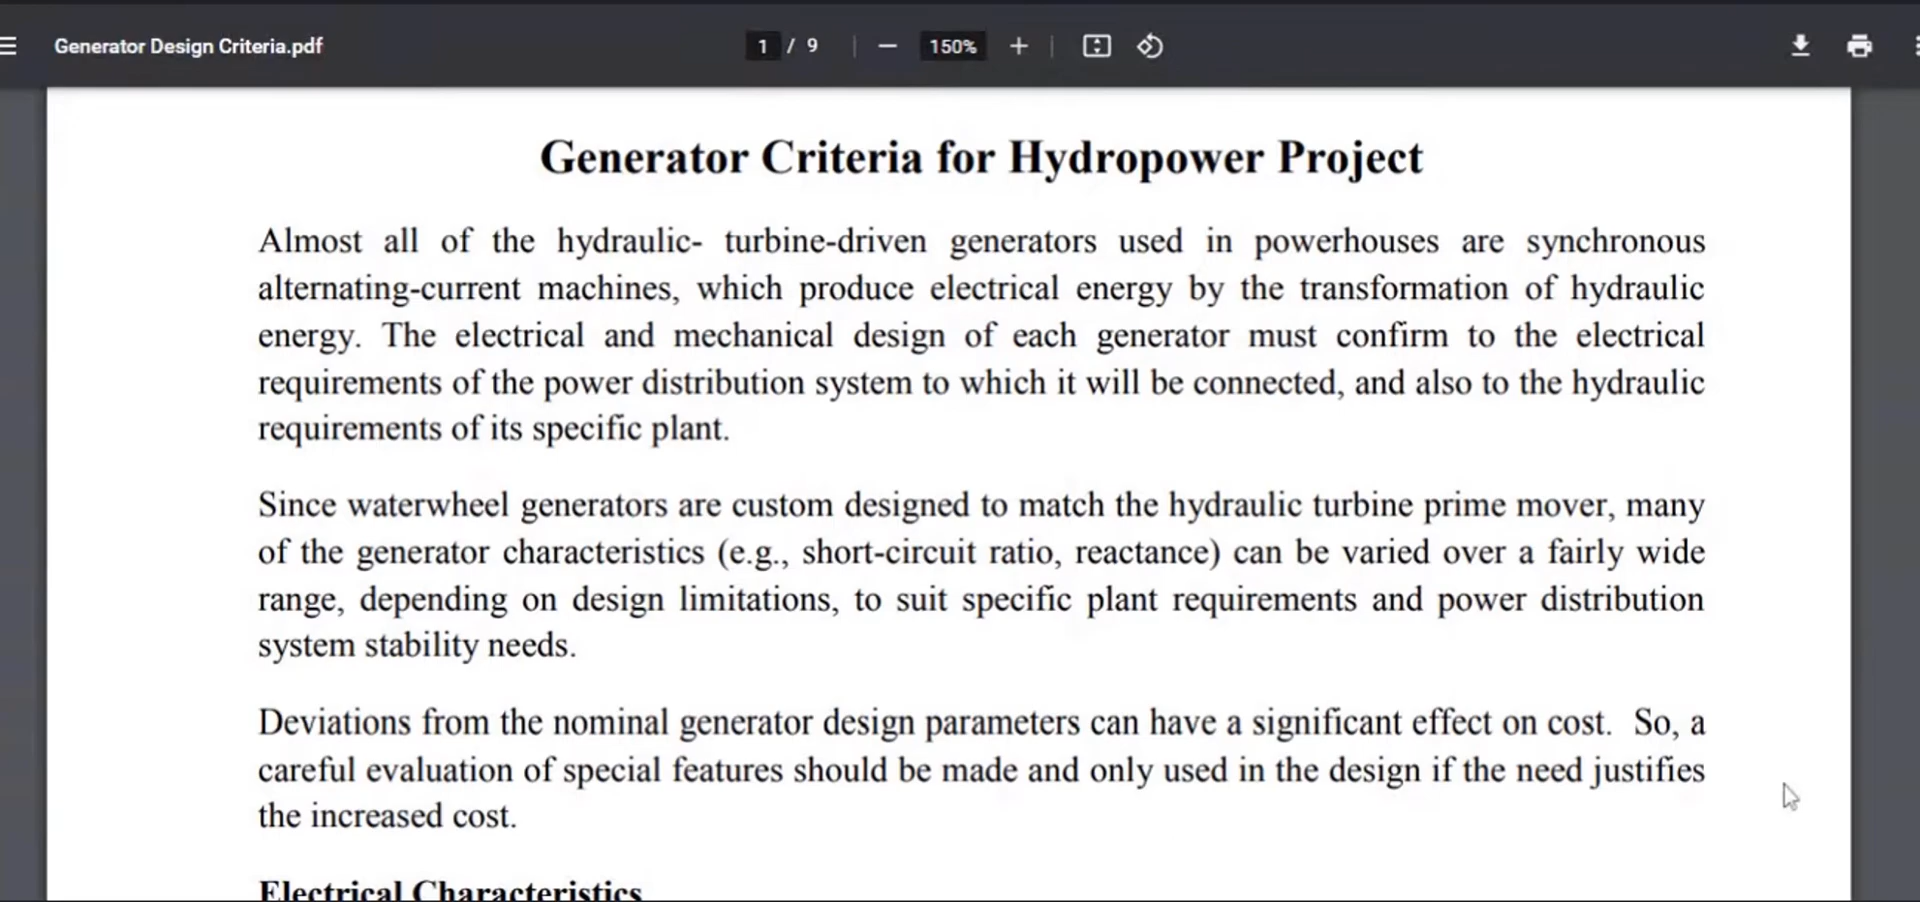 Generator Design Criteria.pdf
1 / 9
150%
Generator Criteria for Hydropower Project
Almost all of the hydraulic- turbine-driven generators used in powerhouses are synchronous
alternating-current machines, which produce electrical energy by the transformation of hydraulic
energy. The electrical and mechanical design of each generator must confirm to the electrical
requirements of the power distribution system to which it will be connected, and also to the hydraulic
requirements of its specific plant.
Since waterwheel generators are custom designed to match the hydraulic turbine prime mover, many
of the generator characteristics (e.g., short-circuit ratio, reactance) can be varied over a fairly wide
range, depending on design limitations, to suit specific plant requirements and power distribution
system stability needs.
Deviations from the nominal generator design parameters can have a significant effect on cost. So, a
careful evaluation of special features should be made and only used in the design if the need justifies
the increased cost.
Electrical Characteristics